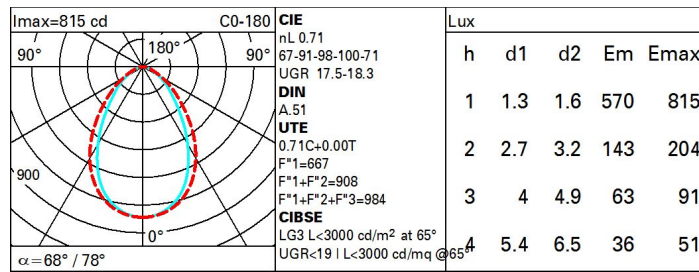 Imax=815 cd C0-180
90° 180° 90°
900
0°
α=68° / 78°
CIE
nL 0.71
67-91-98-100-71
UGR 17.5-18.3
DIN
A.51
UTE
0.71C+0.00T
F"1=667
F"1+F"2=908
F"1+F"2+F"3=984
CIBSE
LG3 L<3000 cd/m² at 65°
UGR<19 | L<3000 cd/mq @65°
Lux
h d1 d2 Em Emax
1 1.3 1.6 570 815
2 2.7 3.2 143 204
3 4 4.9 63 91
4 5.4 6.5 36 51